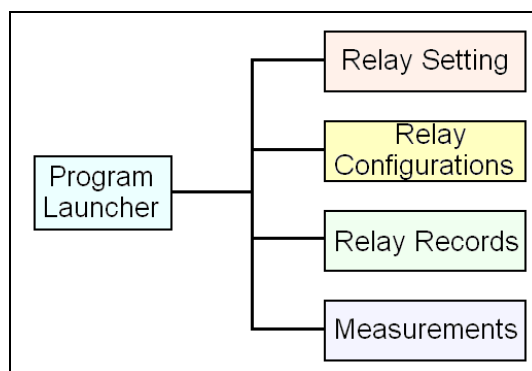 Program
Launcher
Relay Setting
Relay
Configurations
Relay Records
Measurements